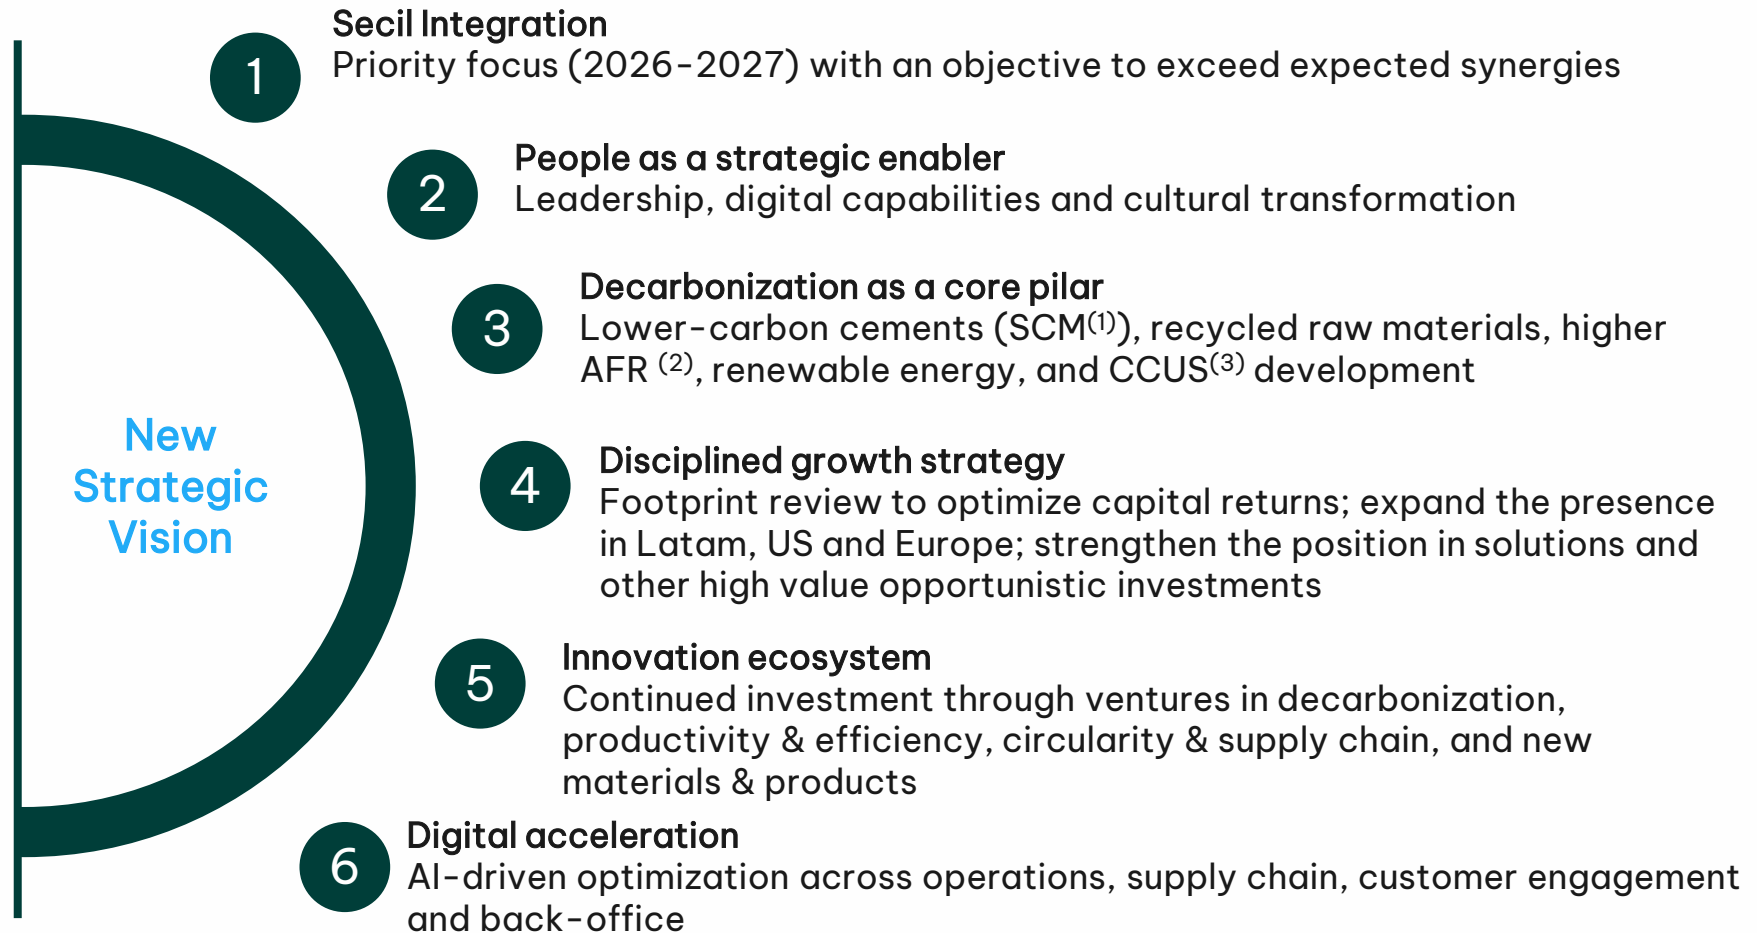 1
Secil Integration
Priority focus (2026-2027) with an objective to exceed expected synergies
2
People as a strategic enabler
Leadership, digital capabilities and cultural transformation
3
Decarbonization as a core pilar
Lower-carbon cements (SCM(1)), recycled raw materials, higher
AFR (2), renewable energy, and CCUS(3) development
New
Strategic
Vision
4
Disciplined growth strategy
Footprint review to optimize capital returns; expand the presence
in Latam, US and Europe; strengthen the position in solutions and
other high value opportunistic investments
5
Innovation ecosystem
Continued investment through ventures in decarbonization,
productivity & efficiency, circularity & supply chain, and new
materials & products
6
Digital acceleration
AI-driven optimization across operations, supply chain, customer engagement
and back-office